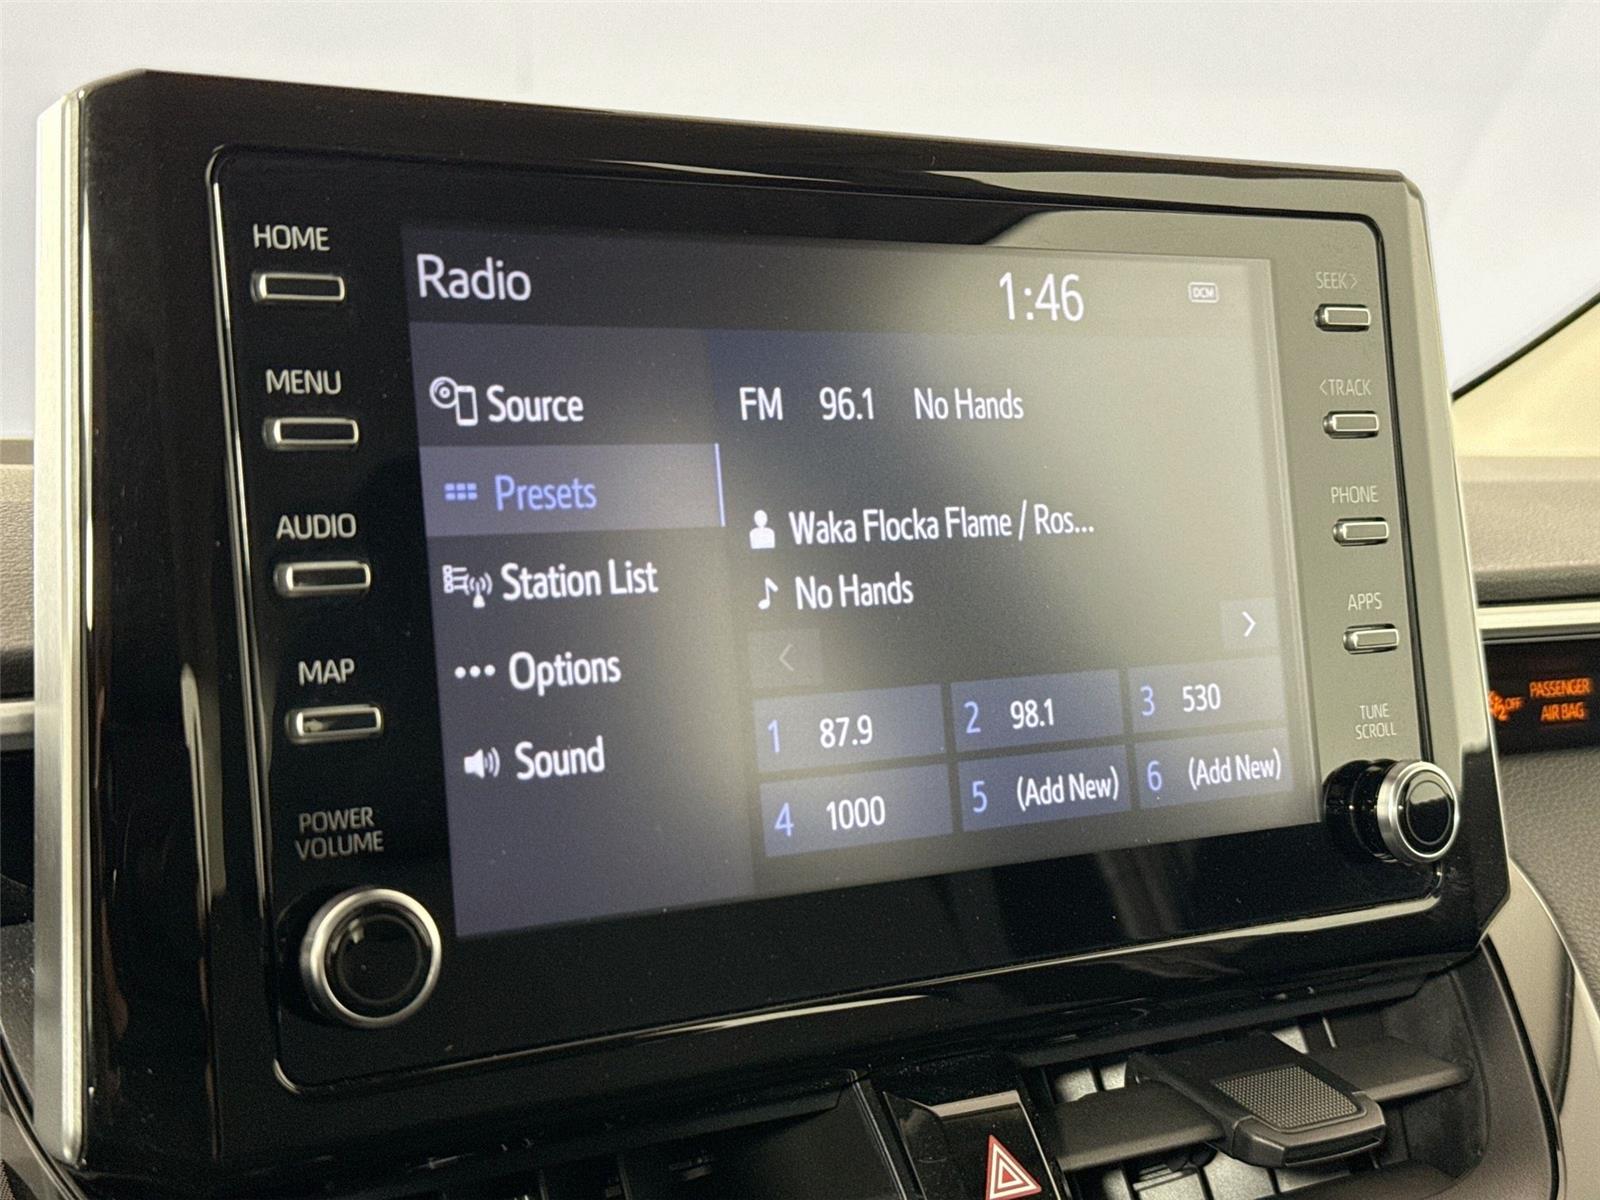 HOME
MENU
AUDIO
MAP
POWER
VOLUME
Radio
1:46
DCM
Source
Presets
Station List
Options
Sound
FM 96.1 No Hands
Waka Flocka Flame / Ros...
No Hands
1 87.9
2 98.1
3 530
4 1000
5 (Add New)
6 (Add New)
SEEK >
< TRACK
PHONE
APPS
TUNE
SCROLL
OFF
PASSENGER
AIR BAG